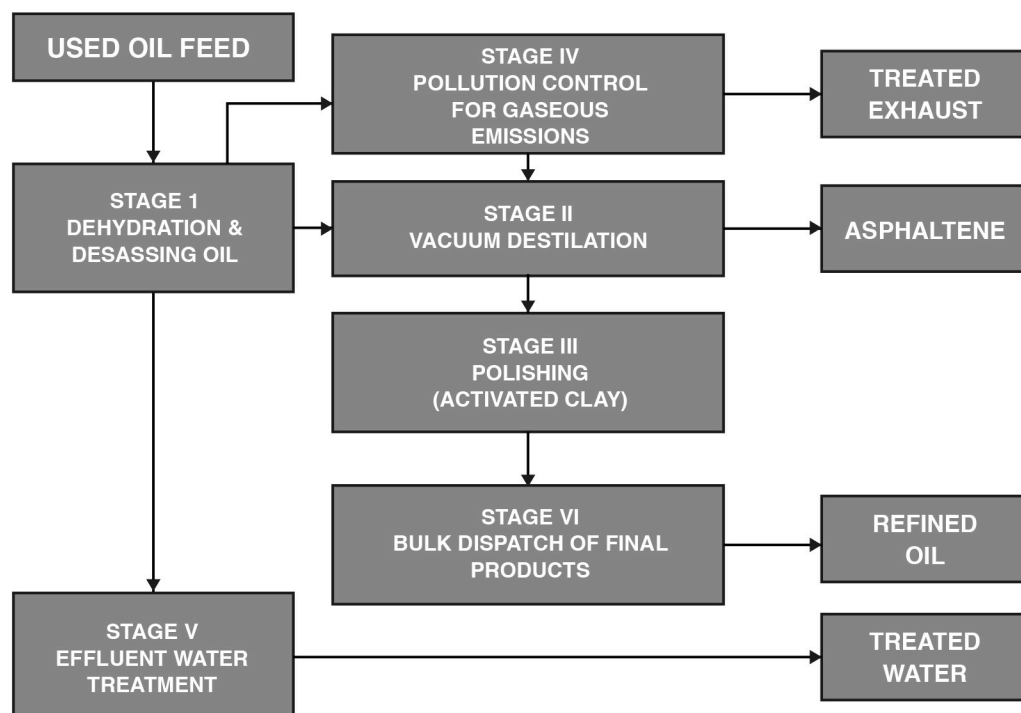 USED OIL FEED
STAGE 1
DEHYDRATION &
DESASSING OIL
STAGE IV
POLLUTION CONTROL
FOR GASEOUS
EMISSIONS
TREATED
EXHAUST
STAGE II
VACUUM DESTILATION
ASPHALTENE
STAGE III
POLISHING
(ACTIVATED CLAY)
STAGE VI
BULK DISPATCH OF FINAL
PRODUCTS
REFINED
OIL
STAGE V
EFFLUENT WATER
TREATMENT
TREATED
WATER